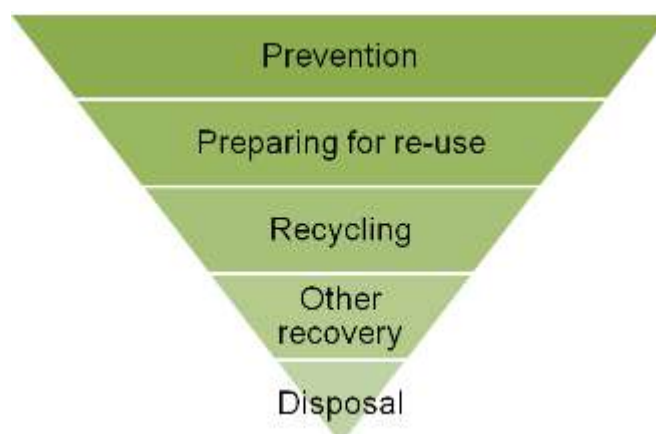 Prevention
Preparing for re-use
Recycling
Other
recovery
Disposal